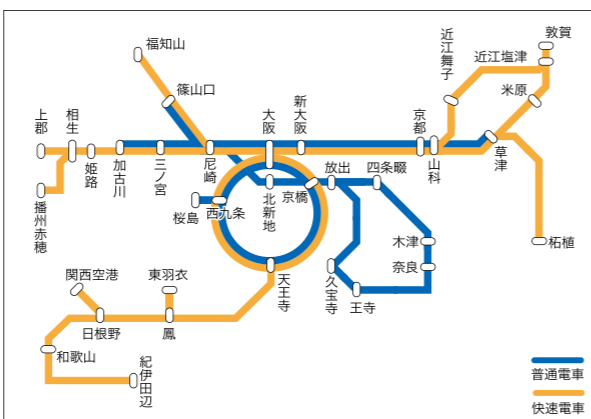 福知山
篠山口
上郡
相生
姫路
播州赤穂
加古川
三ノ宮
尼崎
大阪
新大阪
北新地
京橋
放出
四条畷
京都
山科
近江舞子
近江塩津
敦賀
米原
草津
柘植
桜島
西九条
天王寺
久宝寺
王寺
木津
奈良
関西空港
東羽衣
日根野
鳳
和歌山
紀伊田辺
普通電車
快速電車